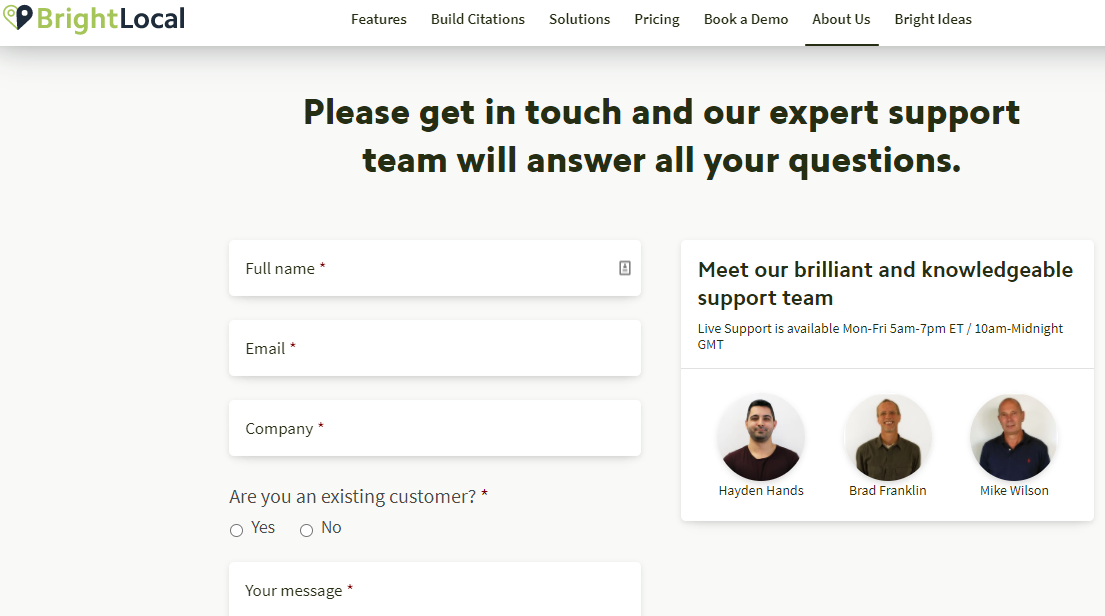 BrightLocal
Features Build Citations Solutions Pricing Book a Demo About Us Bright Ideas
Please get in touch and our expert support
team will answer all your questions.
Full name *
Email *
Company *
Are you an existing customer? *
Yes No
Your message *
Meet our brilliant and knowledgeable
support team
Live Support is available Mon-Fri 5am-7pm ET / 10am-Midnight
GMT
Hayden Hands Brad Franklin Mike Wilson